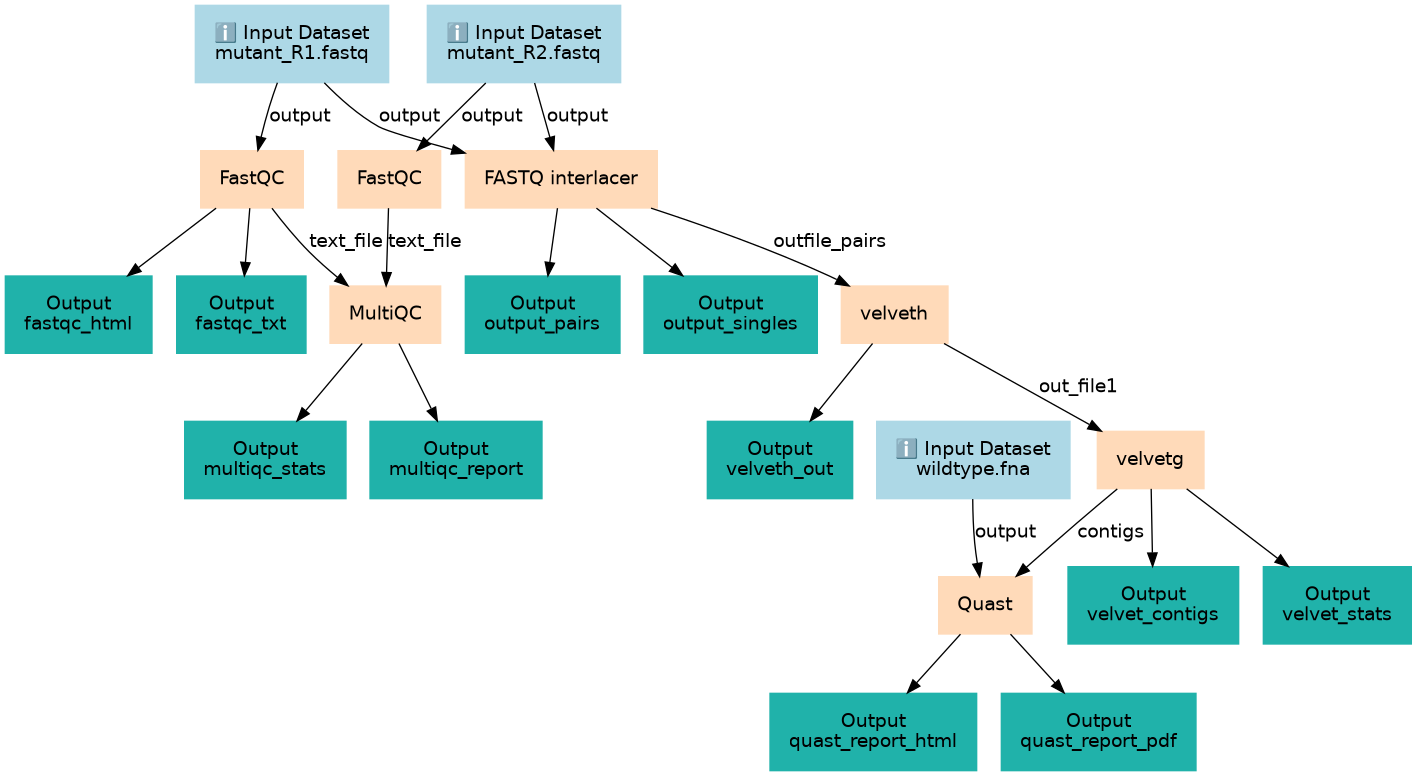 ℹ️ Input Dataset
mutant_R1.fastq
ℹ️ Input Dataset
mutant_R2.fastq
output
output
output
output
FastQC
FastQC
FASTQ interlacer
text_file
text_file
outfile_pairs
Output
fastqc_html
Output
fastqc_txt
MultiQC
Output
output_pairs
Output
output_singles
velveth
out_file1
Output
multiqc_stats
Output
multiqc_report
Output
velveth_out
ℹ️ Input Dataset
wildtype.fna
velvetg
output
contigs
Quast
Output
velvet_contigs
Output
velvet_stats
Output
quast_report_html
Output
quast_report_pdf